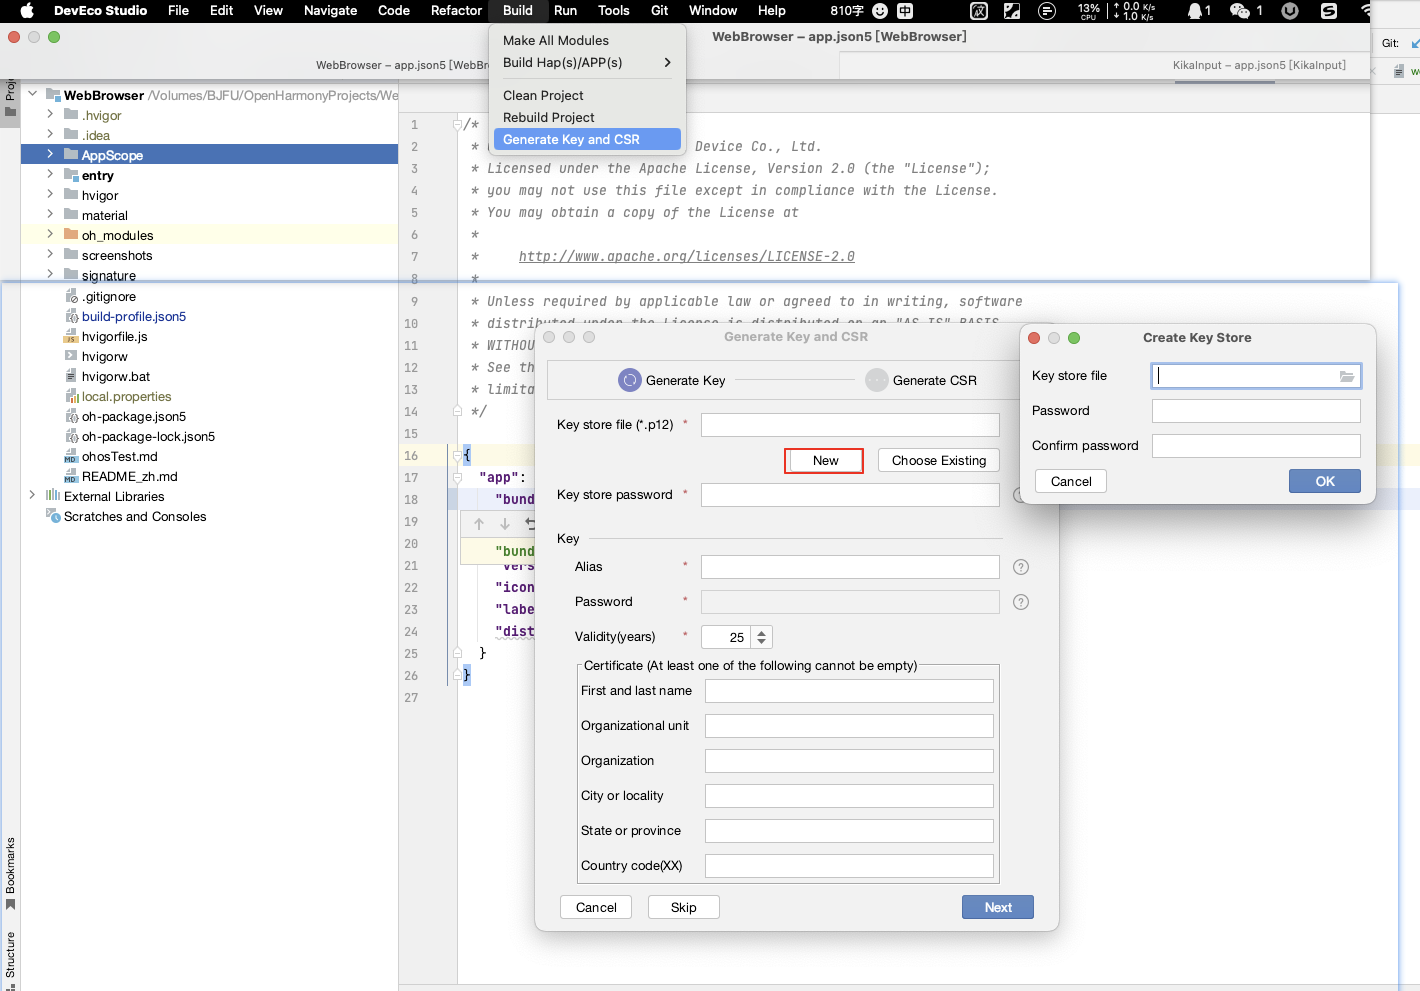 DevEco Studio File Edit View Navigate Code Refactor Build Run Tools Git Window Help 810字 中 13% CPU 0.0 K/s 1.0 K/s 1 1
WebBrowser – app.json5 [WebBrowser]
Git:
WebBrowser – app.json5 [WebBro
KikaInput – app.json5 [KikaInput]
Make All Modules
Build Hap(s)/APP(s)
Clean Project
Rebuild Project
Generate Key and CSR
WebBrowser /Volumes/BJFU/OpenHarmonyProjects/We
.hvigor
.idea
AppScope
entry
hvigor
material
oh_modules
screenshots
signature
.gitignore
build-profile.json5
hvigorfile.js
hvigorw
hvigorw.bat
local.properties
oh-package.json5
oh-package-lock.json5
ohosTest.md
README_zh.md
External Libraries
Scratches and Consoles
Bookmarks
Structure
1 /*
2 * Device Co., Ltd.
3 * Licensed under the Apache License, Version 2.0 (the "License");
4 * you may not use this file except in compliance with the License.
5 * You may obtain a copy of the License at
6 *
7 * http://www.apache.org/licenses/LICENSE-2.0
8 *
9 * Unless required by applicable law or agreed to in writing, software
10 * distributed under the License is distributed on an "AS IS" BASIS
11 * WITHOU
12 * See th
13 * limita
14 */
15
16 {
17 "app":
18 "bund
19
20 "bund
21 "vers
22 "icon
23 "labe
24 "dist
25 }
26 }
27
Generate Key and CSR
Generate Key Generate CSR
Key store file (*.p12) *
New Choose Existing
Key store password *
Key
Alias * ?
Password * ?
Validity(years) * 25
Certificate (At least one of the following cannot be empty)
First and last name
Organizational unit
Organization
City or locality
State or province
Country code(XX)
Cancel Skip Next
Create Key Store
Key store file
Password
Confirm password
Cancel OK